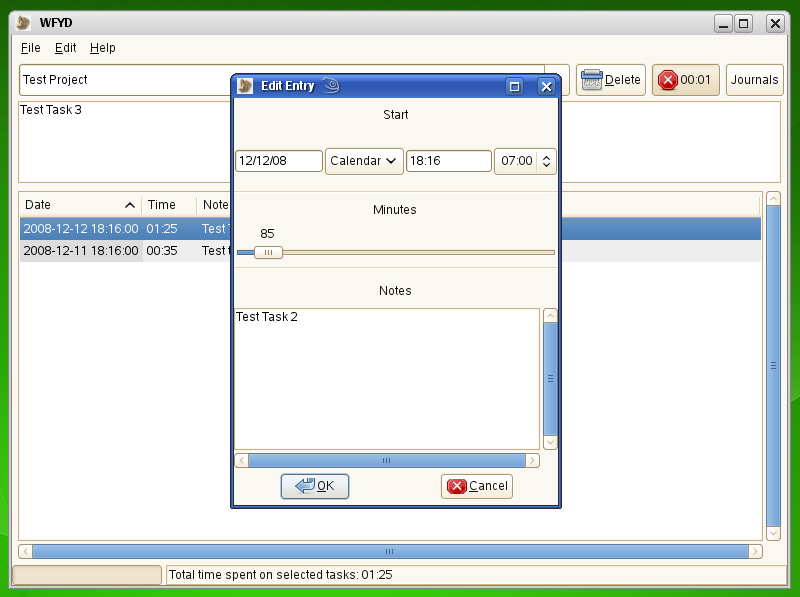 WFYD
File Edit Help
Test Project
Delete
00:01
Journals
Test Task 3
Date Time Note
2008-12-12 18:16:00 01:25 Test
2008-12-11 18:16:00 00:35 Test t
Edit Entry
Start
12/12/08 Calendar 18:16 07:00
Minutes
85
Notes
Test Task 2
OK Cancel
Total time spent on selected tasks: 01:25